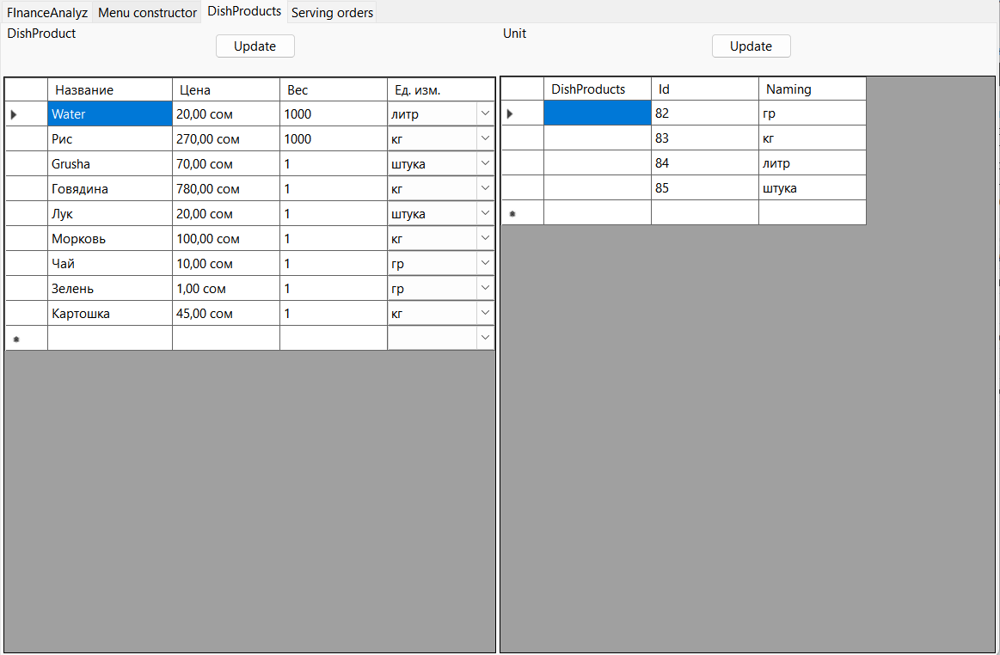 FInanceAnalyz Menu constructor DishProducts Serving orders
DishProduct
Update
Название Цена Вес Ед. изм.
Water 20,00 сом 1000 литр
Рис 270,00 сом 1000 кг
Grusha 70,00 сом 1 штука
Говядина 780,00 сом 1 кг
Лук 20,00 сом 1 штука
Морковь 100,00 сом 1 кг
Чай 10,00 сом 1 гр
Зелень 1,00 сом 1 гр
Картошка 45,00 сом 1 кг
Unit
Update
DishProducts Id Naming
82 гр
83 кг
84 литр
85 штука